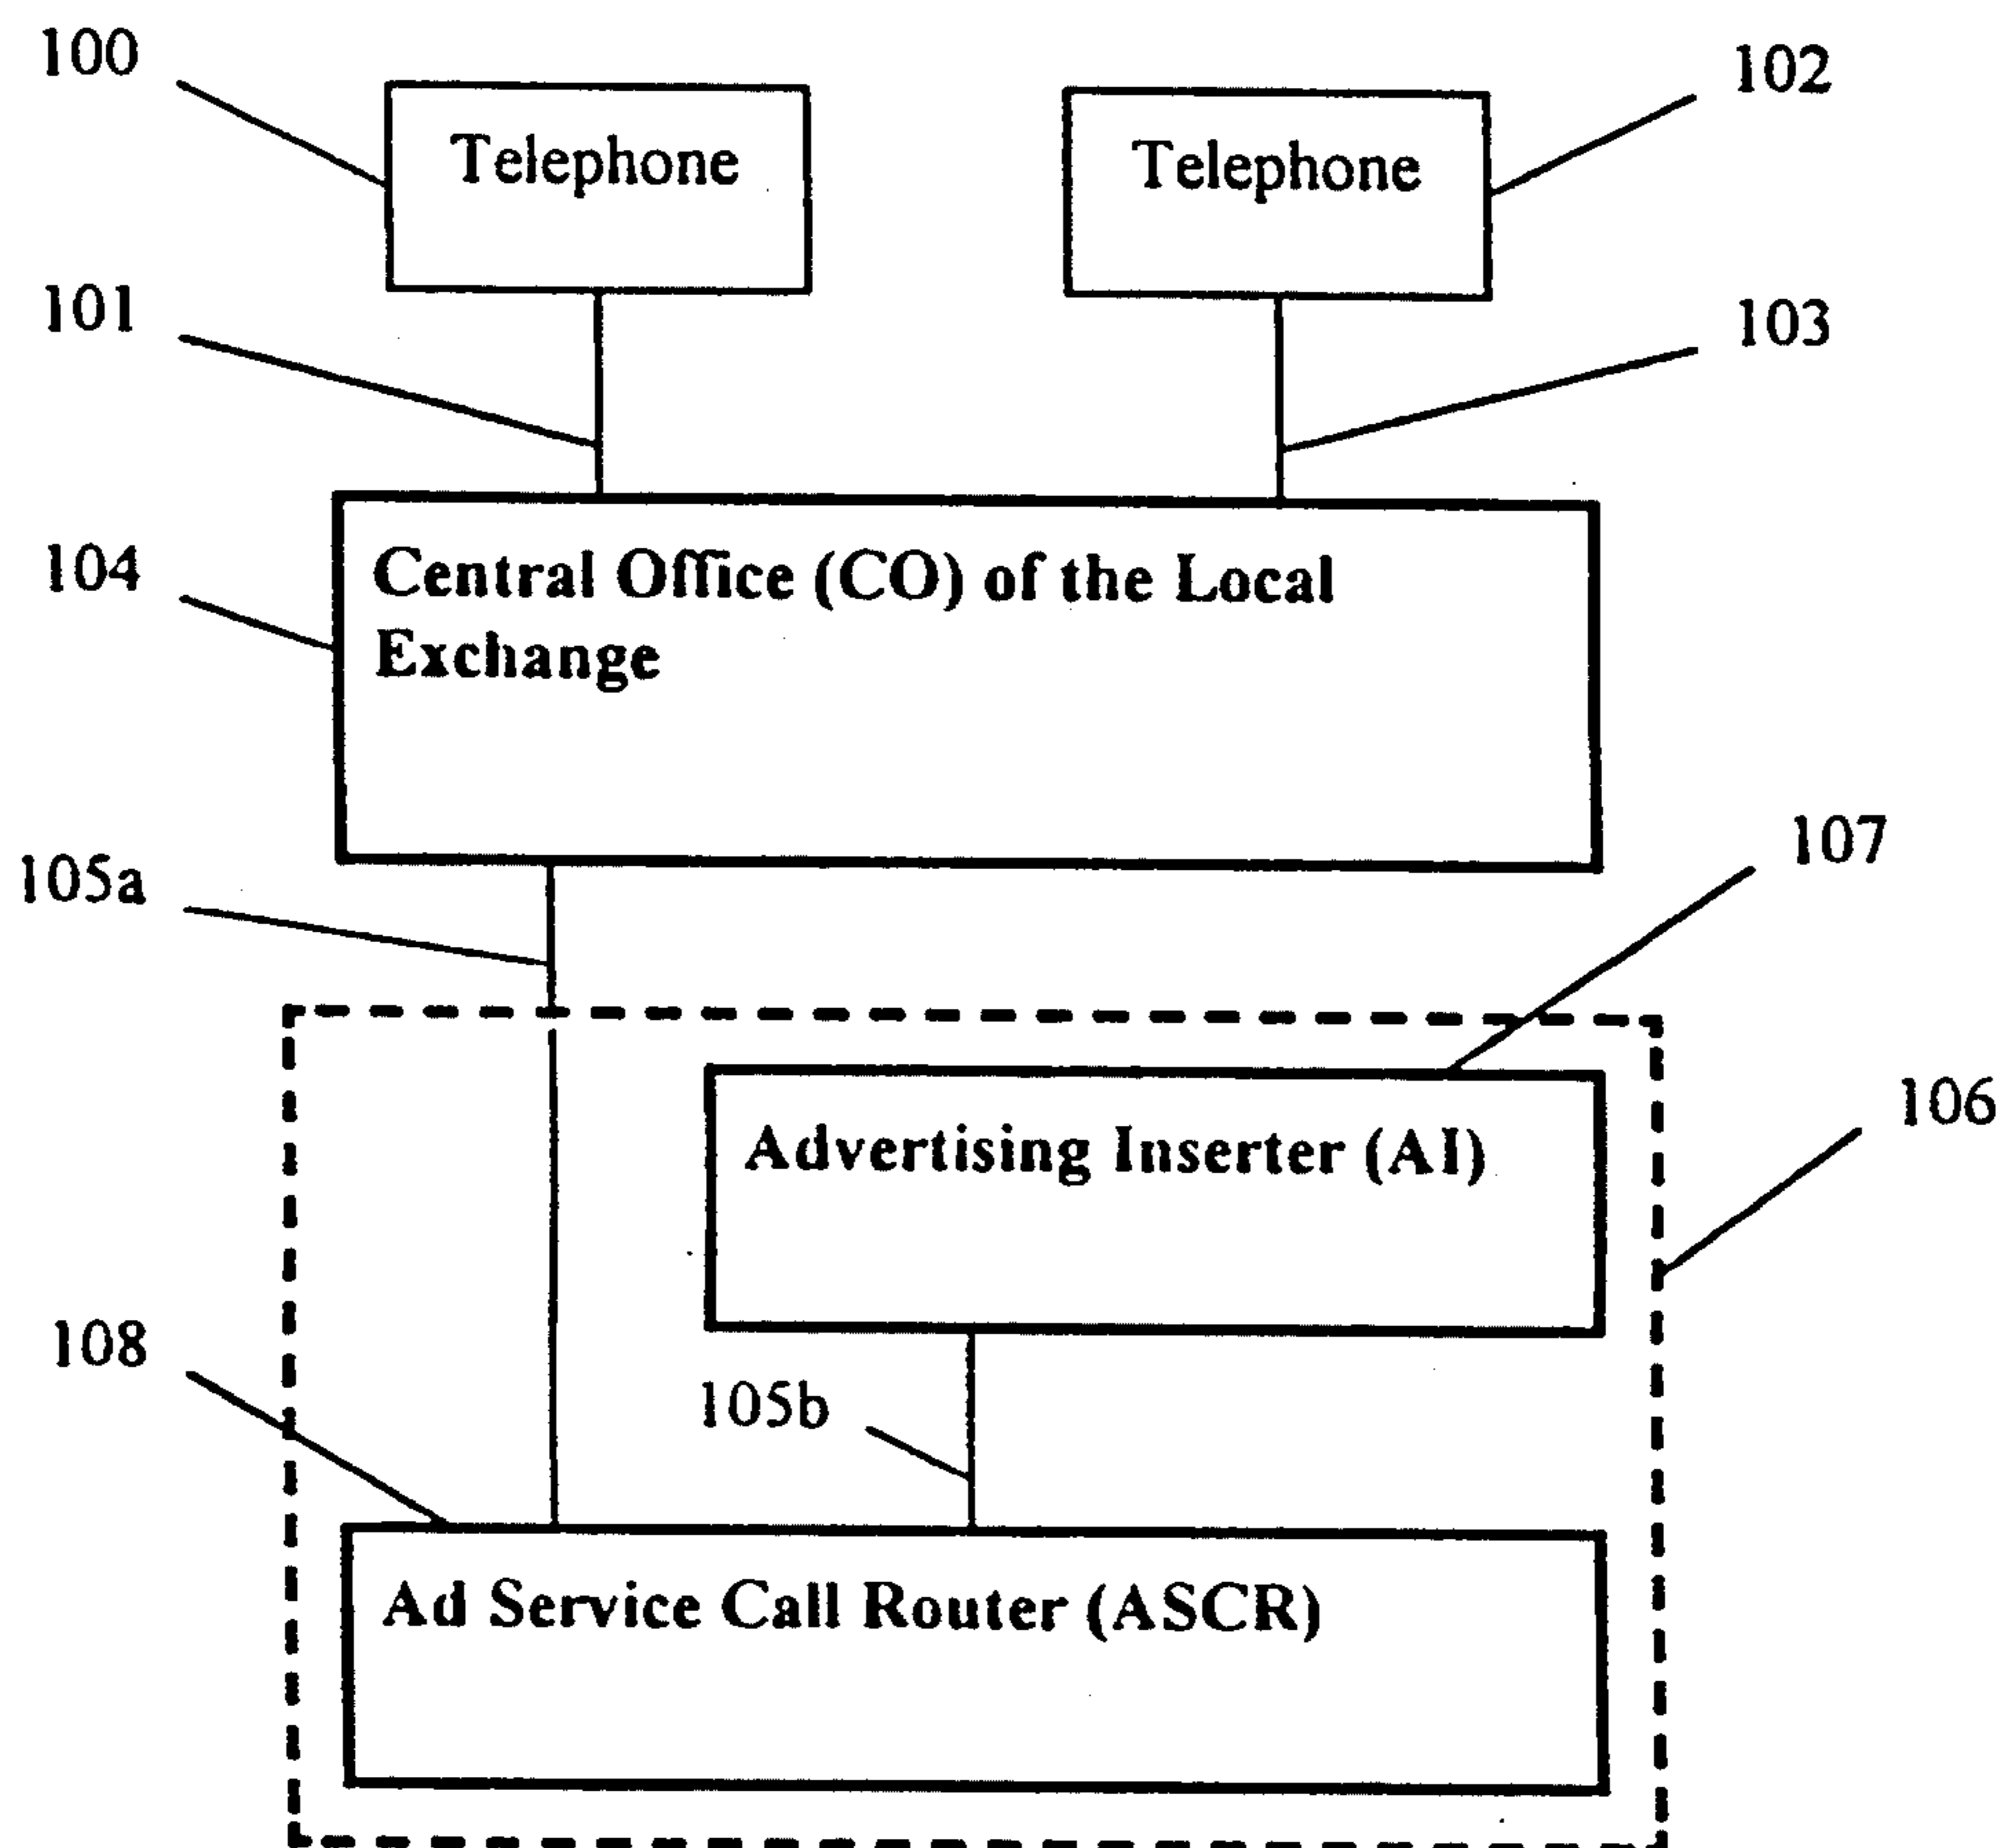 100
102
Telephone
Telephone
101
103
104
Central Office (CO) of the Local
Exchange
107
105a
106
Advertising Inserter (AI)
108
105b
Ad Service Call Router (ASCR)